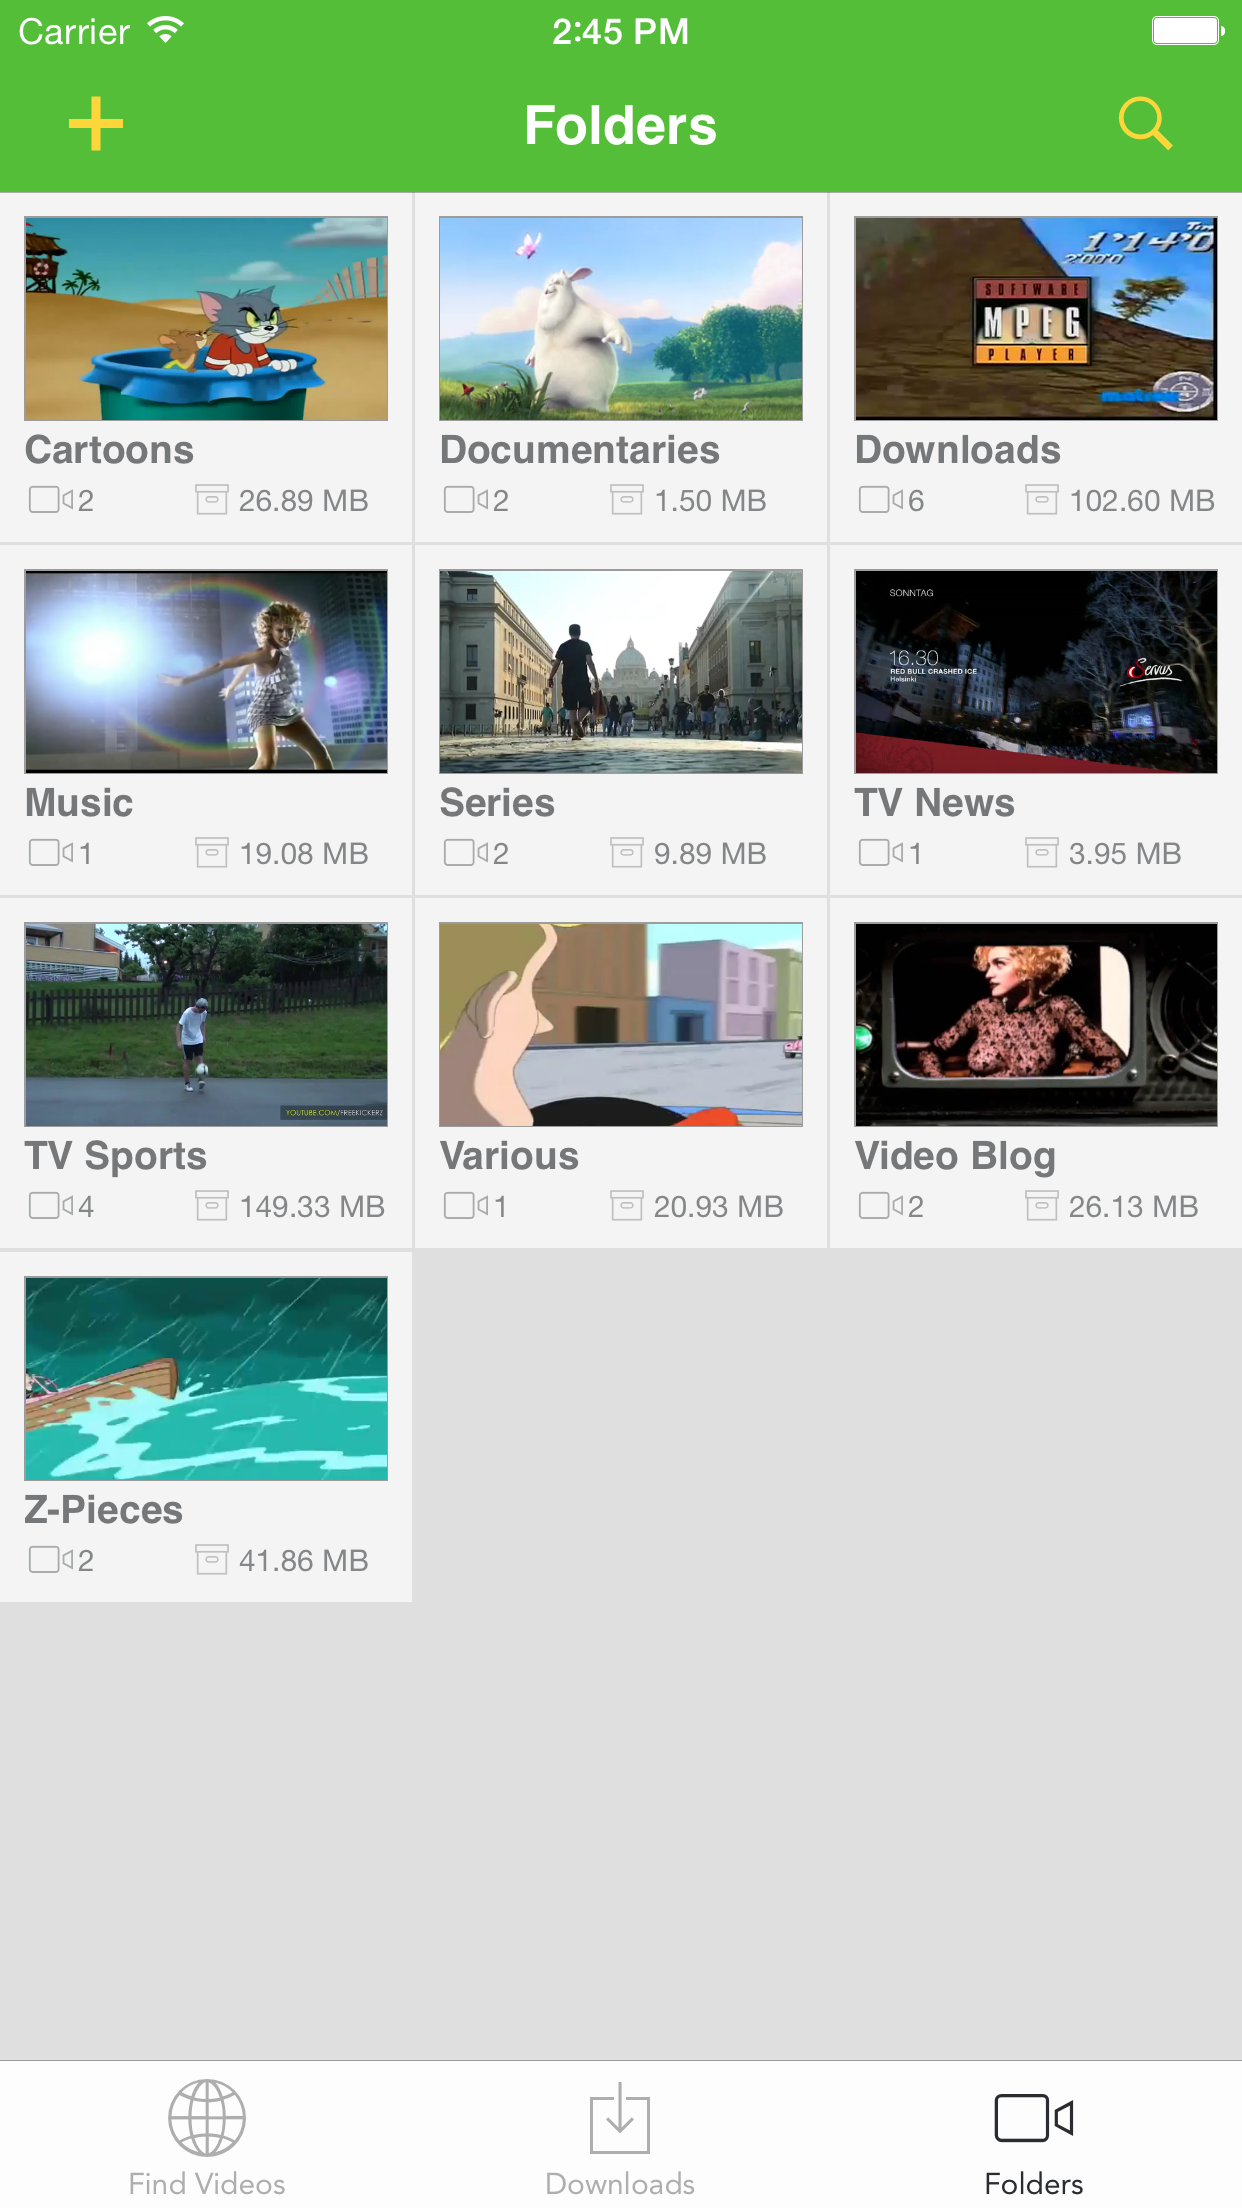 Carrier 2:45 PM
Folders
1'14'0
SOFTWARE
MPEG
PLAYER
Cartoons Documentaries Downloads
2 26.89 MB 2 1.50 MB 6 102.60 MB
SONNTAG
16.30
RED BULL CRASHED ICE
Helsinki
Servus
Music Series TV News
1 19.08 MB 2 9.89 MB 1 3.95 MB
YOUTUBE.COM/FREEKICKERZ
TV Sports Various Video Blog
4 149.33 MB 1 20.93 MB 2 26.13 MB
Z-Pieces
2 41.86 MB
Find Videos Downloads Folders